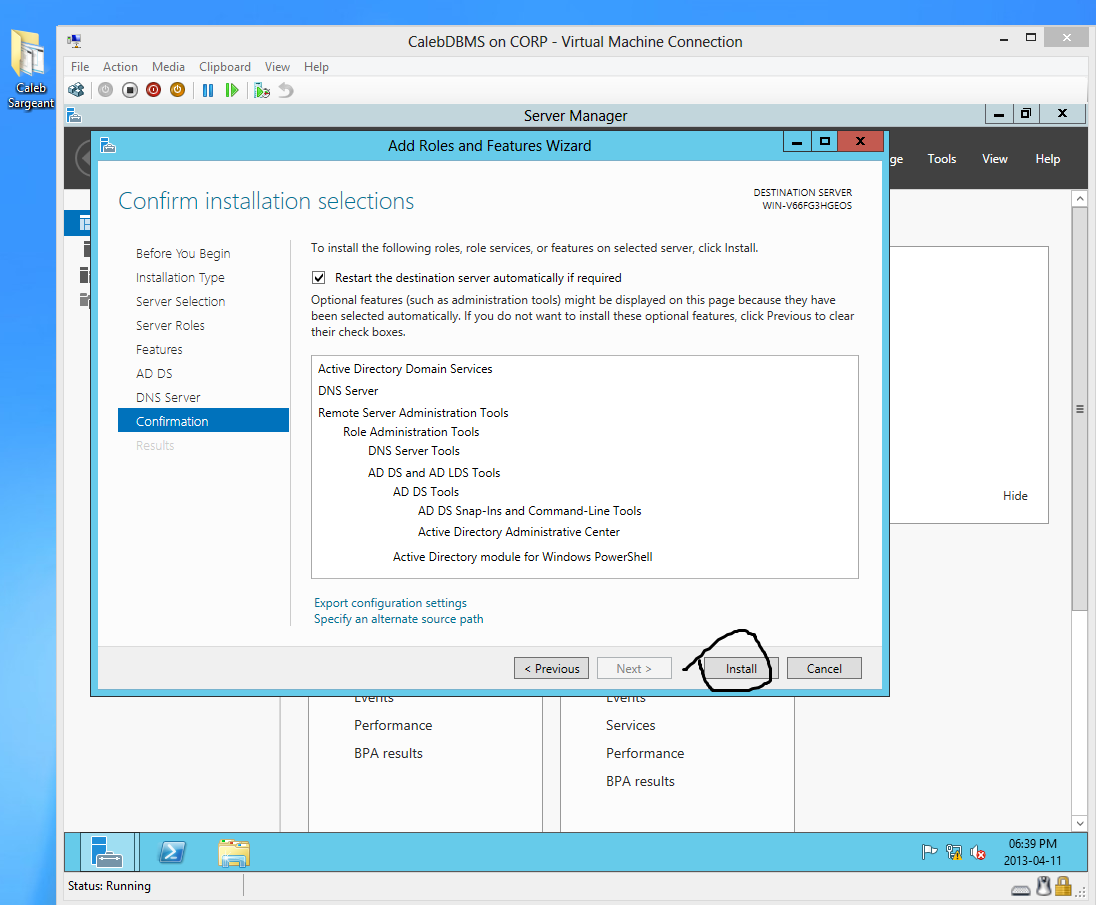 Caleb
Sargeant
CalebDBMS on CORP - Virtual Machine Connection
File Action Media Clipboard View Help
Server Manager
Add Roles and Features Wizard
ge Tools View Help
Confirm installation selections
DESTINATION SERVER
WIN-V66FG3HGEOS
Before You Begin
Installation Type
Server Selection
Server Roles
Features
AD DS
DNS Server
Confirmation
Results
To install the following roles, role services, or features on selected server, click Install.
Restart the destination server automatically if required
Optional features (such as administration tools) might be displayed on this page because they have
been selected automatically. If you do not want to install these optional features, click Previous to clear
their check boxes.
Active Directory Domain Services
DNS Server
Remote Server Administration Tools
Role Administration Tools
DNS Server Tools
AD DS and AD LDS Tools
AD DS Tools
AD DS Snap-Ins and Command-Line Tools
Active Directory Administrative Center
Active Directory module for Windows PowerShell
Export configuration settings
Specify an alternate source path
Hide
< Previous Next > Install Cancel
Events Events
Performance Services
BPA results Performance
BPA results
06:39 PM
2013-04-11
Status: Running